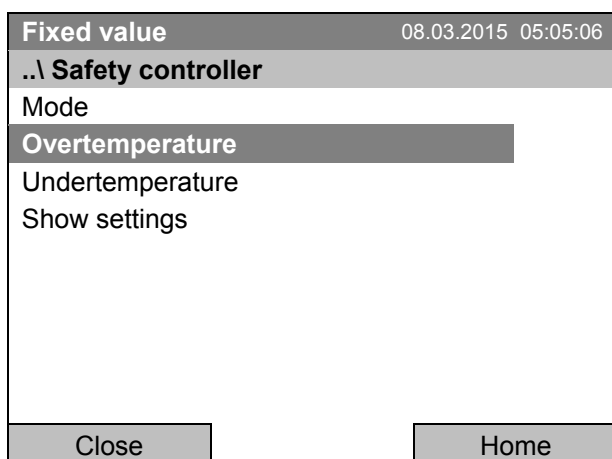 Fixed value 08.03.2015 05:05:06
..\ Safety controller
Mode
Overtemperature
Undertemperature
Show settings
Close Home